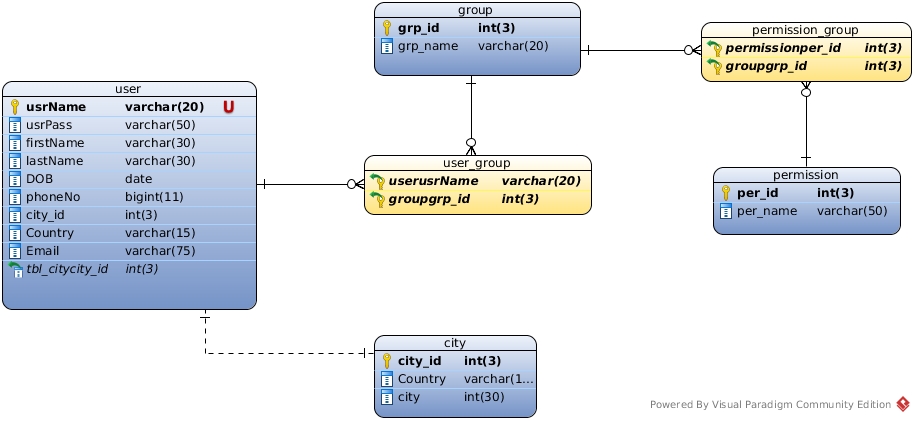 group
grp_id int(3)
grp_name varchar(20)
permission_group
permissionper_id int(3)
groupgrp_id int(3)
user
usrName varchar(20) U
usrPass varchar(50)
firstName varchar(30)
lastName varchar(30)
DOB date
phoneNo bigint(11)
city_id int(3)
Country varchar(15)
Email varchar(75)
tbl_citycity_id int(3)
user_group
userusrName varchar(20)
groupgrp_id int(3)
permission
per_id int(3)
per_name varchar(50)
city
city_id int(3)
Country varchar(1...
city int(30)
Powered By Visual Paradigm Community Edition